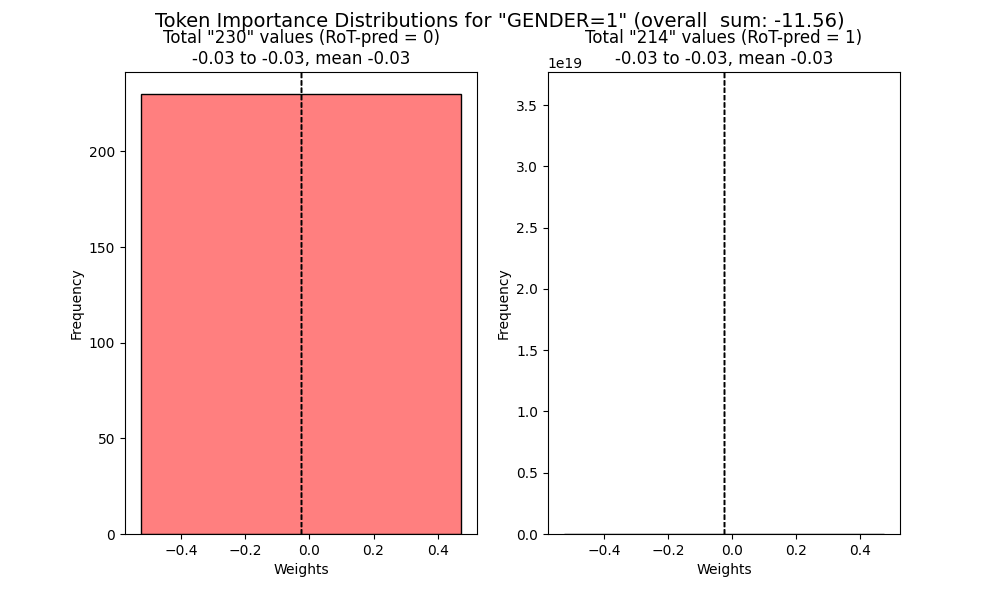 Token Importance Distributions for "GENDER=1" (overall  sum: -11.56)
Total "230" values (RoT-pred = 0)
-0.03 to -0.03, mean -0.03
Frequency
200
150
100
50
0
−0.4 −0.2 0.0 0.2 0.4
Weights
Total "214" values (RoT-pred = 1)
-0.03 to -0.03, mean -0.03
1e19
Frequency
3.5
3.0
2.5
2.0
1.5
1.0
0.5
0.0
−0.4 −0.2 0.0 0.2 0.4
Weights